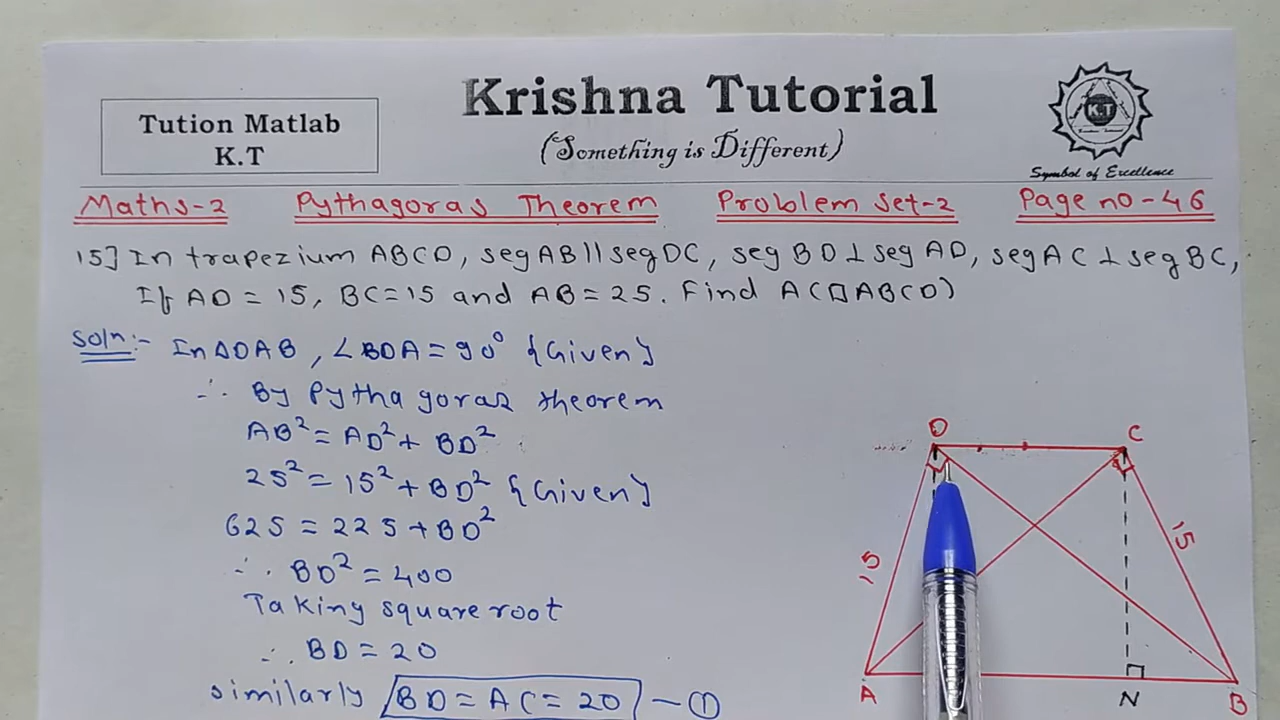 Krishna Tutorial
(Something is Different)
Tution Matlab
K.T
K.T
Symbol of Excellence
Maths-2 Pythagoras Theorem Problem Set-2 Page no-46
15] In trapezium ABCD, seg AB || seg DC, seg BD ⊥ seg AD, seg AC ⊥ seg BC,
If AD = 15, BC=15 and AB=25. Find A(□ABCD)
Soln:- In △DAB, ∠BDA=90° {Given}
∴ By Pythagoras theorem
AB² = AD² + BD²
25² = 15² + BD² {Given}
625 = 225 + BD²
∴ BD² = 400
Taking square root
∴ BD = 20
similarly BD = AC = 20 —①
D C
15 15
A N B